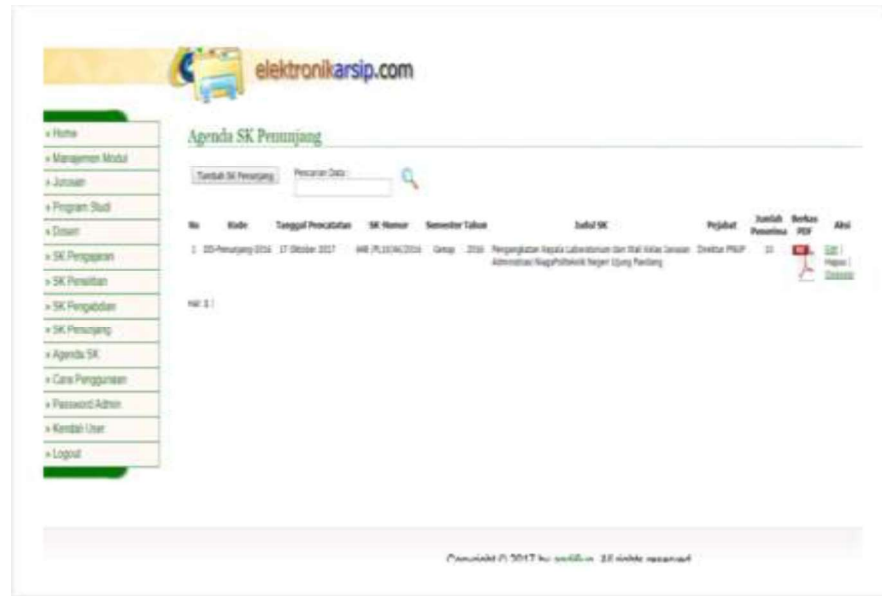 elektronikarsip.com
» Home
» Manajemen Modul
» Jurusan
» Program Studi
» Dosen
» SK Pengajaran
» SK Penelitian
» SK Pengabdian
» SK Penunjang
» Agenda SK
» Cara Penggunaan
» Password Admin
» Kendali User
» Logout
Agenda SK Penunjang
Tambah SK Penunjang
Pencarian Data :
No Kode Tanggal Pencatatan SK-Nomor Semester Tahun Judul SK Pejabat Jumlah Penerima Berkas PDF Aksi
1 17 Oktober 2017 Genap 2016 Pengangkatan Kepala Laboratorium dan Wali Kelas Jurusan Direktur PNUP Edit |
Administrasi Niaga Politeknik Negeri Ujung Pandang Hapus |
Hal: 1 |
Copyright © 2017 by All rights reserved